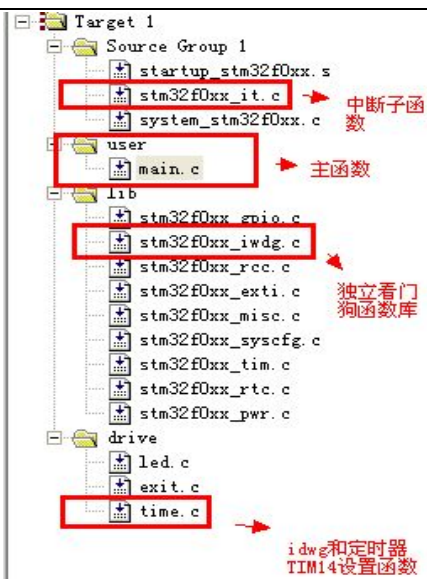 Target 1
Source Group 1
startup_stm32f0xx.s
stm32f0xx_it.c
中断子函
数
system_stm32f0xx.c
user
main.c
主函数
lib
stm32f0xx_gpio.c
stm32f0xx_iwdg.c
stm32f0xx_rcc.c
stm32f0xx_exti.c
独立看门
狗函数库
stm32f0xx_misc.c
stm32f0xx_syscfg.c
stm32f0xx_tim.c
stm32f0xx_rtc.c
stm32f0xx_pwr.c
drive
led.c
exit.c
time.c
idwg和定时器
TIM14设置函数